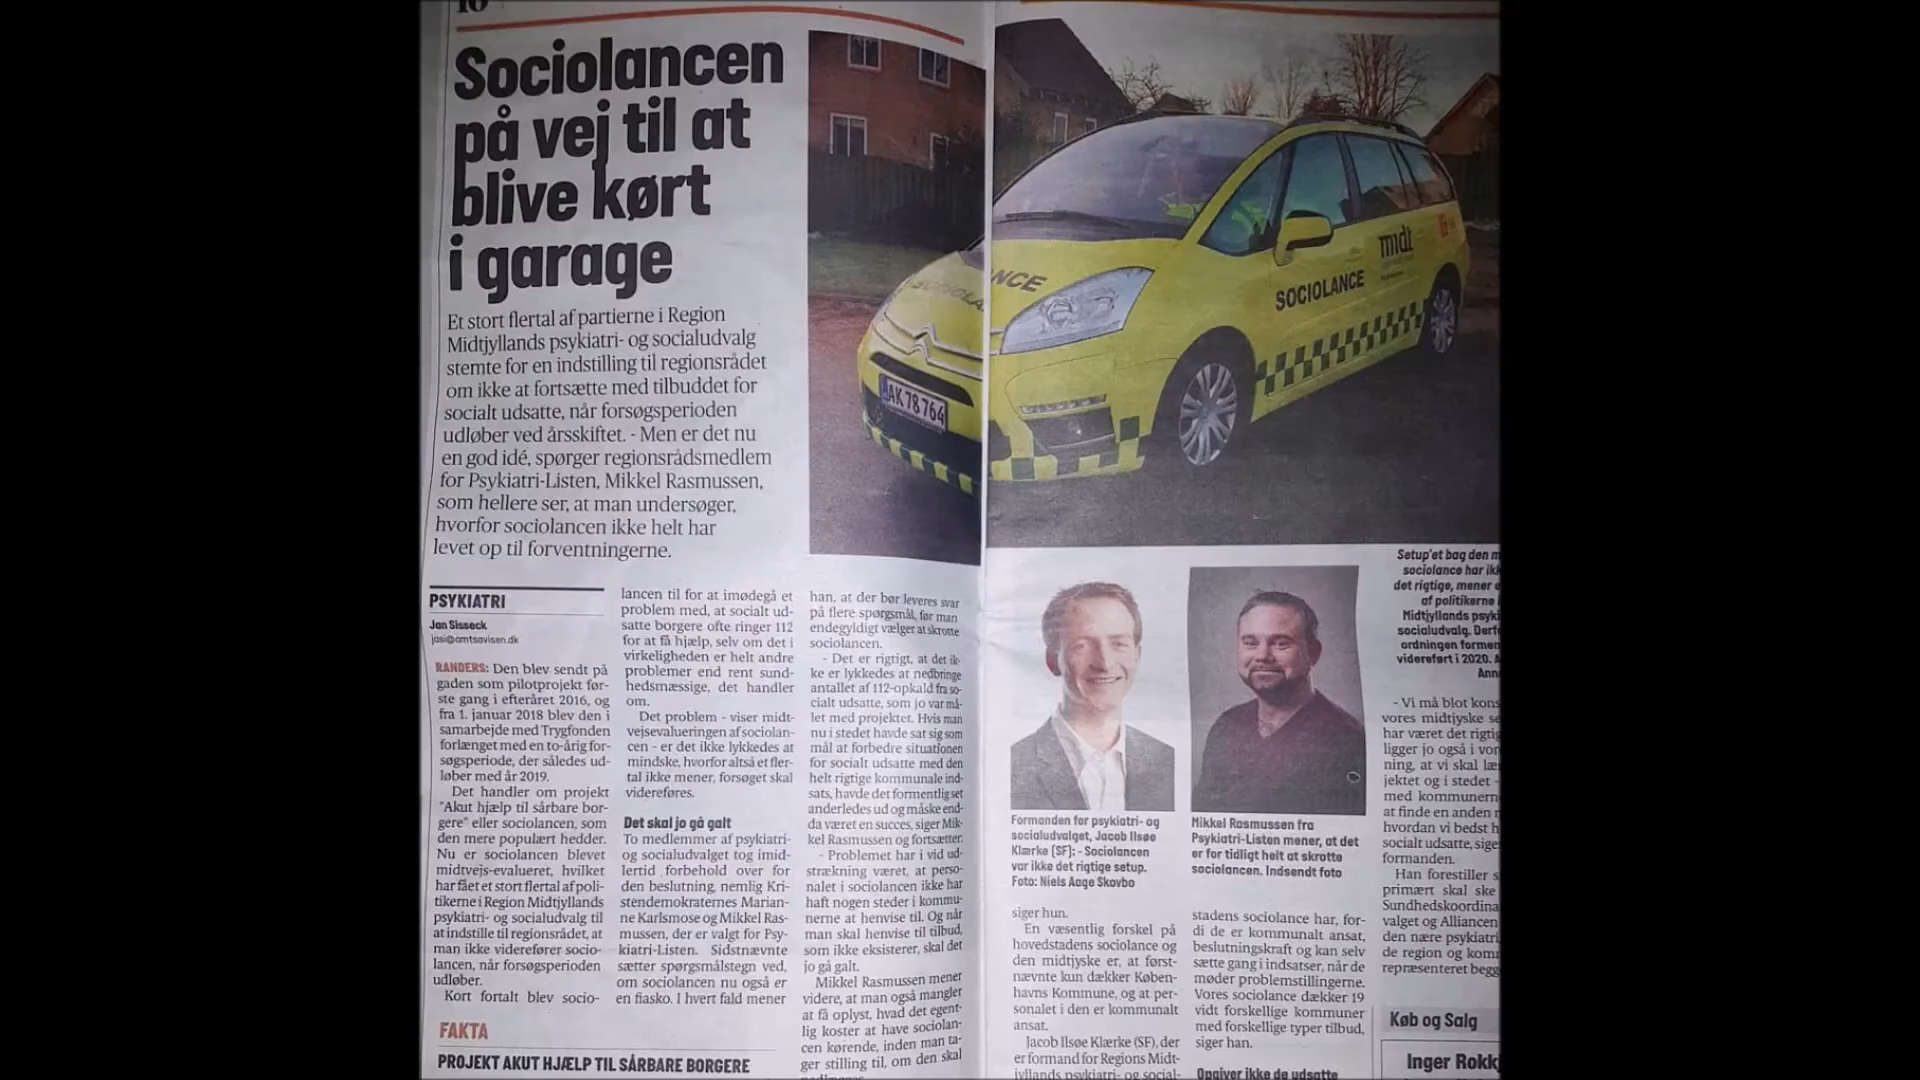 10
Sociolancen
på vej til at
blive kørt
i garage
Et stort flertal af partierne i Region
Midtjyllands psykiatri- og socialudvalg
stemte for en indstilling til regionsrådet
om ikke at fortsætte med tilbuddet for
socialt udsatte, når forsøgsperioden
udløber ved årsskiftet. - Men er det nu
en god idé, spørger regionsrådsmedlem
for Psykiatri-Listen, Mikkel Rasmussen,
som hellere ser, at man undersøger,
hvorfor sociolancen ikke helt har
levet op til forventningerne.
PSYKIATRI
Jan Sisseck
jasi@amtsavisen.dk
RANDERS: Den blev sendt på
gaden som pilotprojekt før-
ste gang i efteråret 2016, og
fra 1. januar 2018 blev den i
samarbejde med Trygfonden
forlænget med en to-årig for-
søgsperiode, der således ud-
løber med år 2019.
Det handler om projekt
"Akut hjælp til sårbare bor-
gere" eller sociolancen, som
den mere populært hedder.
Nu er sociolancen blevet
midtvejs-evalueret, hvilket
har fået et stort flertal af poli-
tikerne i Region Midtjyllands
psykiatri- og socialudvalg til
at indstille til regionsrådet, at
man ikke viderefører socio-
lancen, når forsøgsperioden
udløber.
Kort fortalt blev socio-
FAKTA
PROJEKT AKUT HJÆLP TIL SÅRBARE BORGERE
lancen til for at imødegå et
problem med, at socialt ud-
satte borgere ofte ringer 112
for at få hjælp, selv om det i
virkeligheden er helt andre
problemer end rent sund-
hedsmæssige, det handler
om.
Det problem - viser midt-
vejsevalueringen af sociolan-
cen - er det ikke lykkedes at
mindske, hvorfor altså et fler-
tal ikke mener, forsøget skal
videreføres.
Det skal jo gå galt
To medlemmer af psykiatri-
og socialudvalget tog imid-
lertid forbehold over for
den beslutning, nemlig Kri-
stendemokraternes Marian-
ne Karlsmose og Mikkel Ras-
mussen, der er valgt for Psy-
kiatri-Listen. Sidstnævnte
sætter spørgsmålstegn ved,
om sociolancen nu også er
en fiasko. I hvert fald mener
han, at der bør leveres svar
på flere spørgsmål, før man
endegyldigt vælger at skrotte
sociolancen.
- Det er rigtigt, at det ik-
ke er lykkedes at nedbringe
antallet af 112-opkald fra so-
cialt udsatte, som jo var må-
let med projektet. Hvis man
nu i stedet havde sat sig som
mål at forbedre situationen
for socialt udsatte med den
helt rigtige kommunale ind-
sats, havde det formentlig set
anderledes ud og måske end-
da været en succes, siger Mik-
kel Rasmussen og fortsætter:
- Problemet har i vid ud-
strækning været, at perso-
nalet i sociolancen ikke har
haft nogen steder i kommu-
nerne at henvise til. Og når
man skal henvise til tilbud,
som ikke eksisterer, skal det
jo gå galt.
Mikkel Rasmussen mener
videre, at man også mangler
at få oplyst, hvad det egent-
lig koster at have sociolan-
cen kørende, inden man ta-
ger stilling til, om den skal
SOCIOLA
NCE
SOCIOLANCE
midt
AK 78 764
Formanden for psykiatri- og
socialudvalget, Jacob Ilsøe
Klærke (SF): - Sociolancen
var ikke det rigtige setup.
Foto: Niels Aage Skovbo
Mikkel Rasmussen fra
Psykiatri-Listen mener, at det
er for tidligt helt at skrotte
sociolancen. Indsendt foto
siger hun.
En væsentlig forskel på
hovedstadens sociolance og
den midtjyske er, at først-
nævnte kun dækker Køben-
havns Kommune, og at per-
sonalet i den er kommunalt
ansat.
Jacob Ilsøe Klærke (SF), der
er formand for Regions Midt-
jyllands psykiatri- og social-
stadens sociolance har, for-
di de er kommunalt ansat,
beslutningskraft og kan selv
sætte gang i indsatser, når de
møder problemstillingerne.
Vores sociolance dækker 19
vidt forskellige kommuner
med forskellige typer tilbud,
siger han.
Opgiver ikke de udsatte
Setup'et bag den m
sociolance har ikk
det rigtige, mener e
af politikerne i
Midtjyllands psyki
socialudvalg. Derf
ordningen formen
videreført i 2020. A
Ann
- Vi må blot kons
vores midtjyske se
har været det rigtig
ligger jo også i vor
ning, at vi skal læ
jektet og i stedet -
med kommunern
at finde en anden
hvordan vi bedst h
socialt udsatte, sige
formanden.
Han forestiller s
primært skal ske
Sundhedskoordina
valget og Alliancen
den nære psykiatri,
de region og kom
repræsenteret begg
Køb og Salg
Inger Rokk